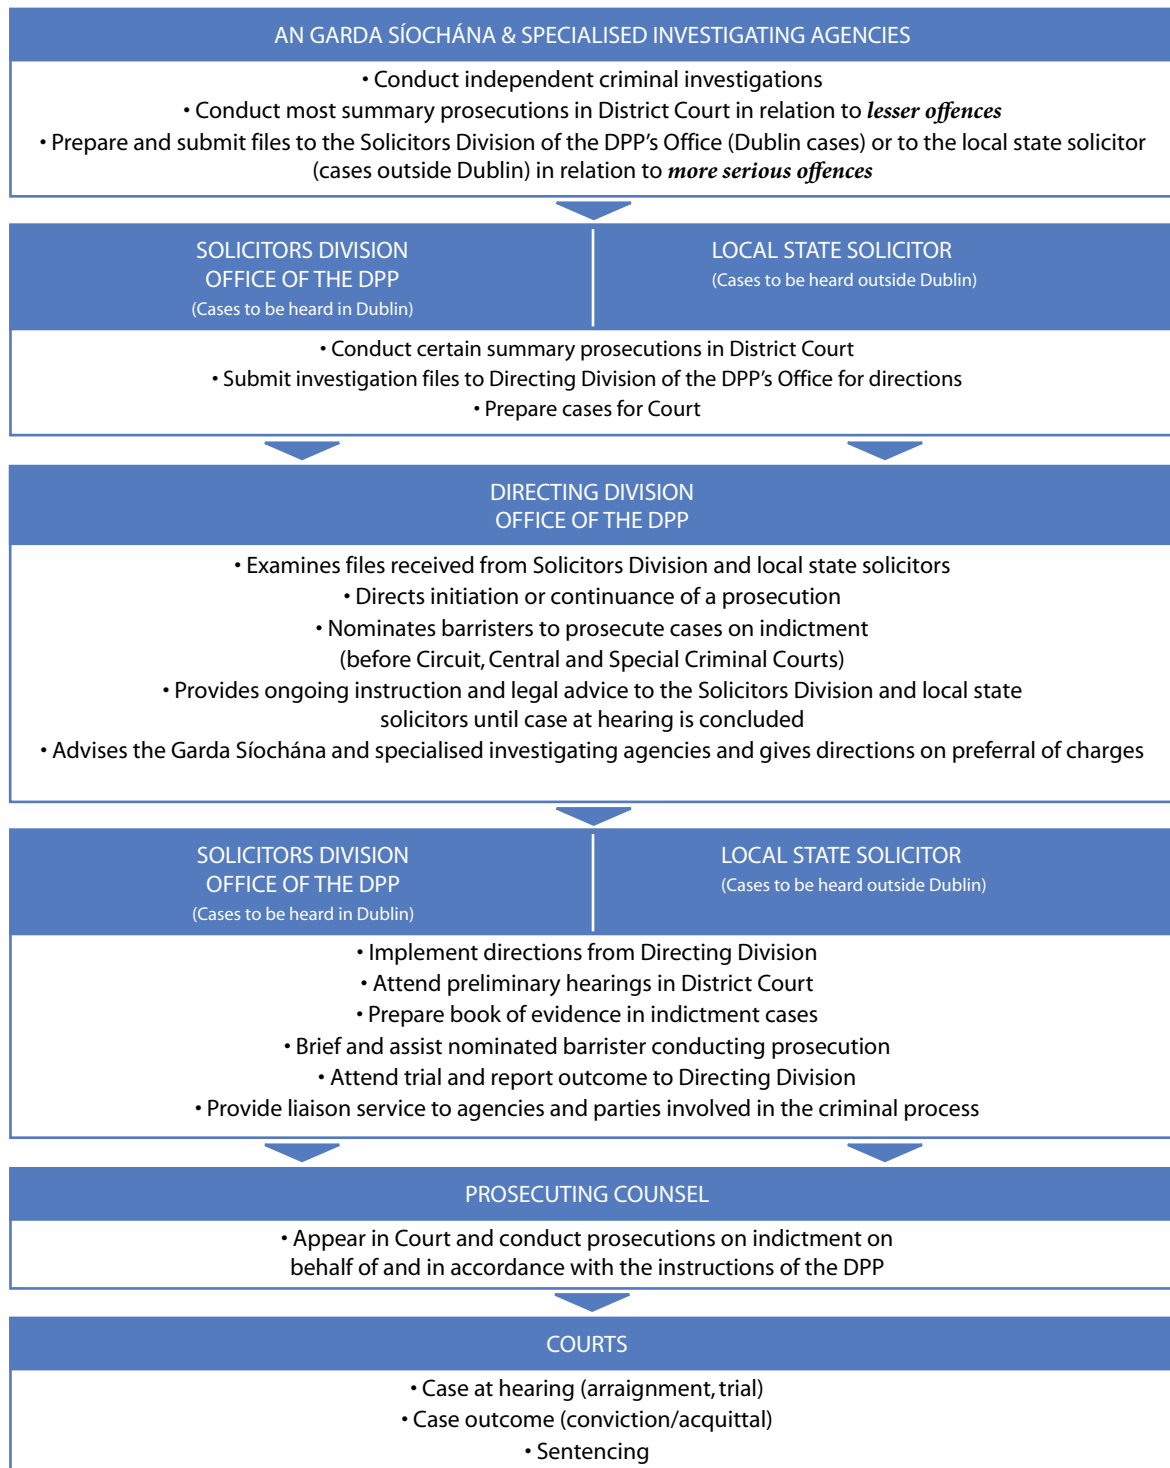 AN GARDA SÍOCHÁNA & SPECIALISED INVESTIGATING AGENCIES
• Conduct independent criminal investigations
• Conduct most summary prosecutions in District Court in relation to lesser offences
• Prepare and submit files to the Solicitors Division of the DPP's Office (Dublin cases) or to the local state solicitor
(cases outside Dublin) in relation to more serious offences
SOLICITORS DIVISION
OFFICE OF THE DPP
(Cases to be heard in Dublin)
LOCAL STATE SOLICITOR
(Cases to be heard outside Dublin)
• Conduct certain summary prosecutions in District Court
• Submit investigation files to Directing Division of the DPP's Office for directions
• Prepare cases for Court
DIRECTING DIVISION
OFFICE OF THE DPP
• Examines files received from Solicitors Division and local state solicitors
• Directs initiation or continuance of a prosecution
• Nominates barristers to prosecute cases on indictment
(before Circuit, Central and Special Criminal Courts)
• Provides ongoing instruction and legal advice to the Solicitors Division and local state
solicitors until case at hearing is concluded
• Advises the Garda Síochána and specialised investigating agencies and gives directions on preferral of charges
SOLICITORS DIVISION
OFFICE OF THE DPP
(Cases to be heard in Dublin)
LOCAL STATE SOLICITOR
(Cases to be heard outside Dublin)
• Implement directions from Directing Division
• Attend preliminary hearings in District Court
• Prepare book of evidence in indictment cases
• Brief and assist nominated barrister conducting prosecution
• Attend trial and report outcome to Directing Division
• Provide liaison service to agencies and parties involved in the criminal process
PROSECUTING COUNSEL
• Appear in Court and conduct prosecutions on indictment on
behalf of and in accordance with the instructions of the DPP
COURTS
• Case at hearing (arraignment, trial)
• Case outcome (conviction/acquittal)
• Sentencing